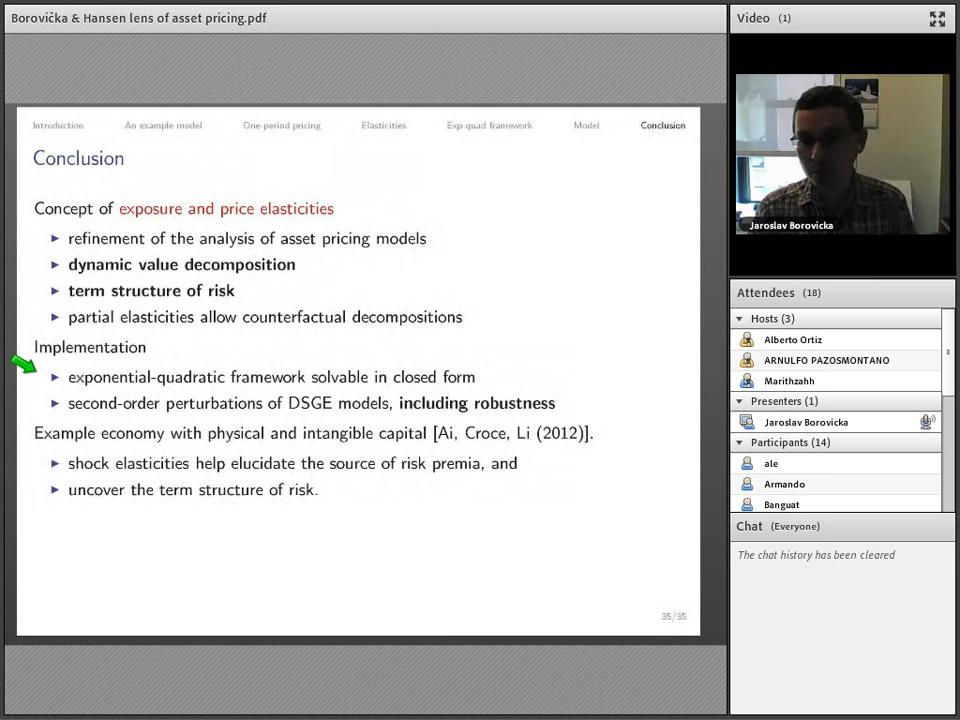 Borovička & Hansen lens of asset pricing.pdf
Introduction An example model One-period pricing Elasticities Exp-quad framework Model Conclusion
Conclusion
Concept of exposure and price elasticities
▶ refinement of the analysis of asset pricing models
▶ dynamic value decomposition
▶ term structure of risk
▶ partial elasticities allow counterfactual decompositions
Implementation
▶ exponential-quadratic framework solvable in closed form
▶ second-order perturbations of DSGE models, including robustness
Example economy with physical and intangible capital [Ai, Croce, Li (2012)].
▶ shock elasticities help elucidate the source of risk premia, and
▶ uncover the term structure of risk.
35/35
Video (1)
Jaroslav Borovicka
Attendees (18)
Hosts (3)
Alberto Ortiz
ARNULFO PAZOSMONTANO
Marithzahh
Presenters (1)
Jaroslav Borovicka
Participants (14)
ale
Armando
Banguat
Chat (Everyone)
The chat history has been cleared